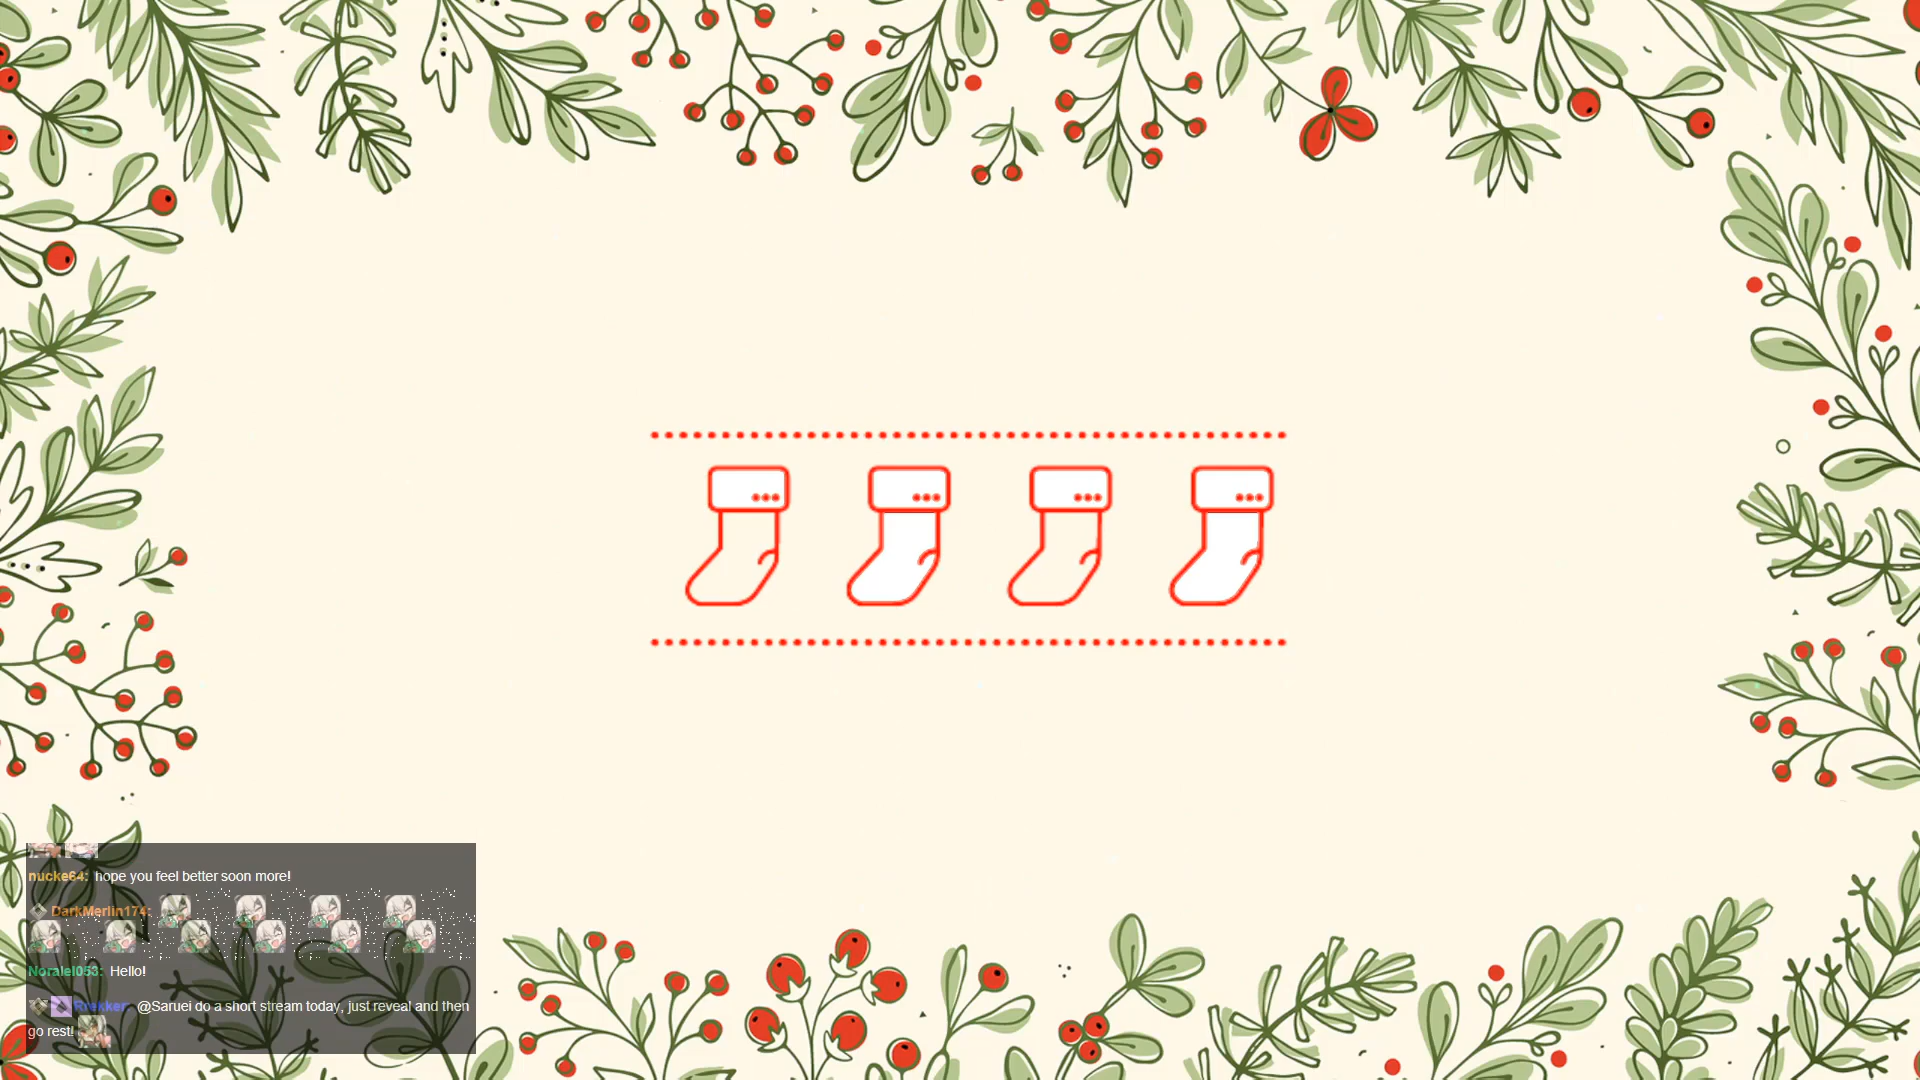 nucke64: hope you feel better soon more!
DarkMerlin174:
Noralel053: Hello!
Rrekker @Saruei do a short stream today, just reveal and then
go rest!